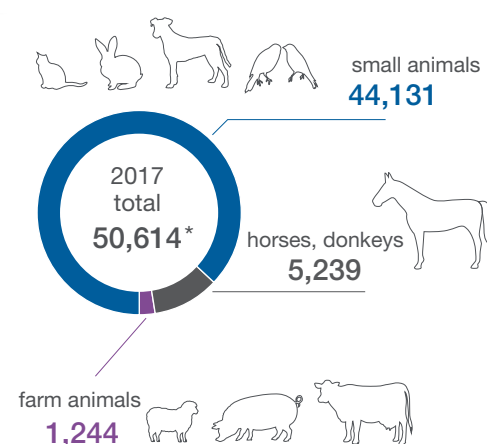 small animals
44,131
2017
total
50,614*
horses, donkeys
5,239
farm animals
1,244